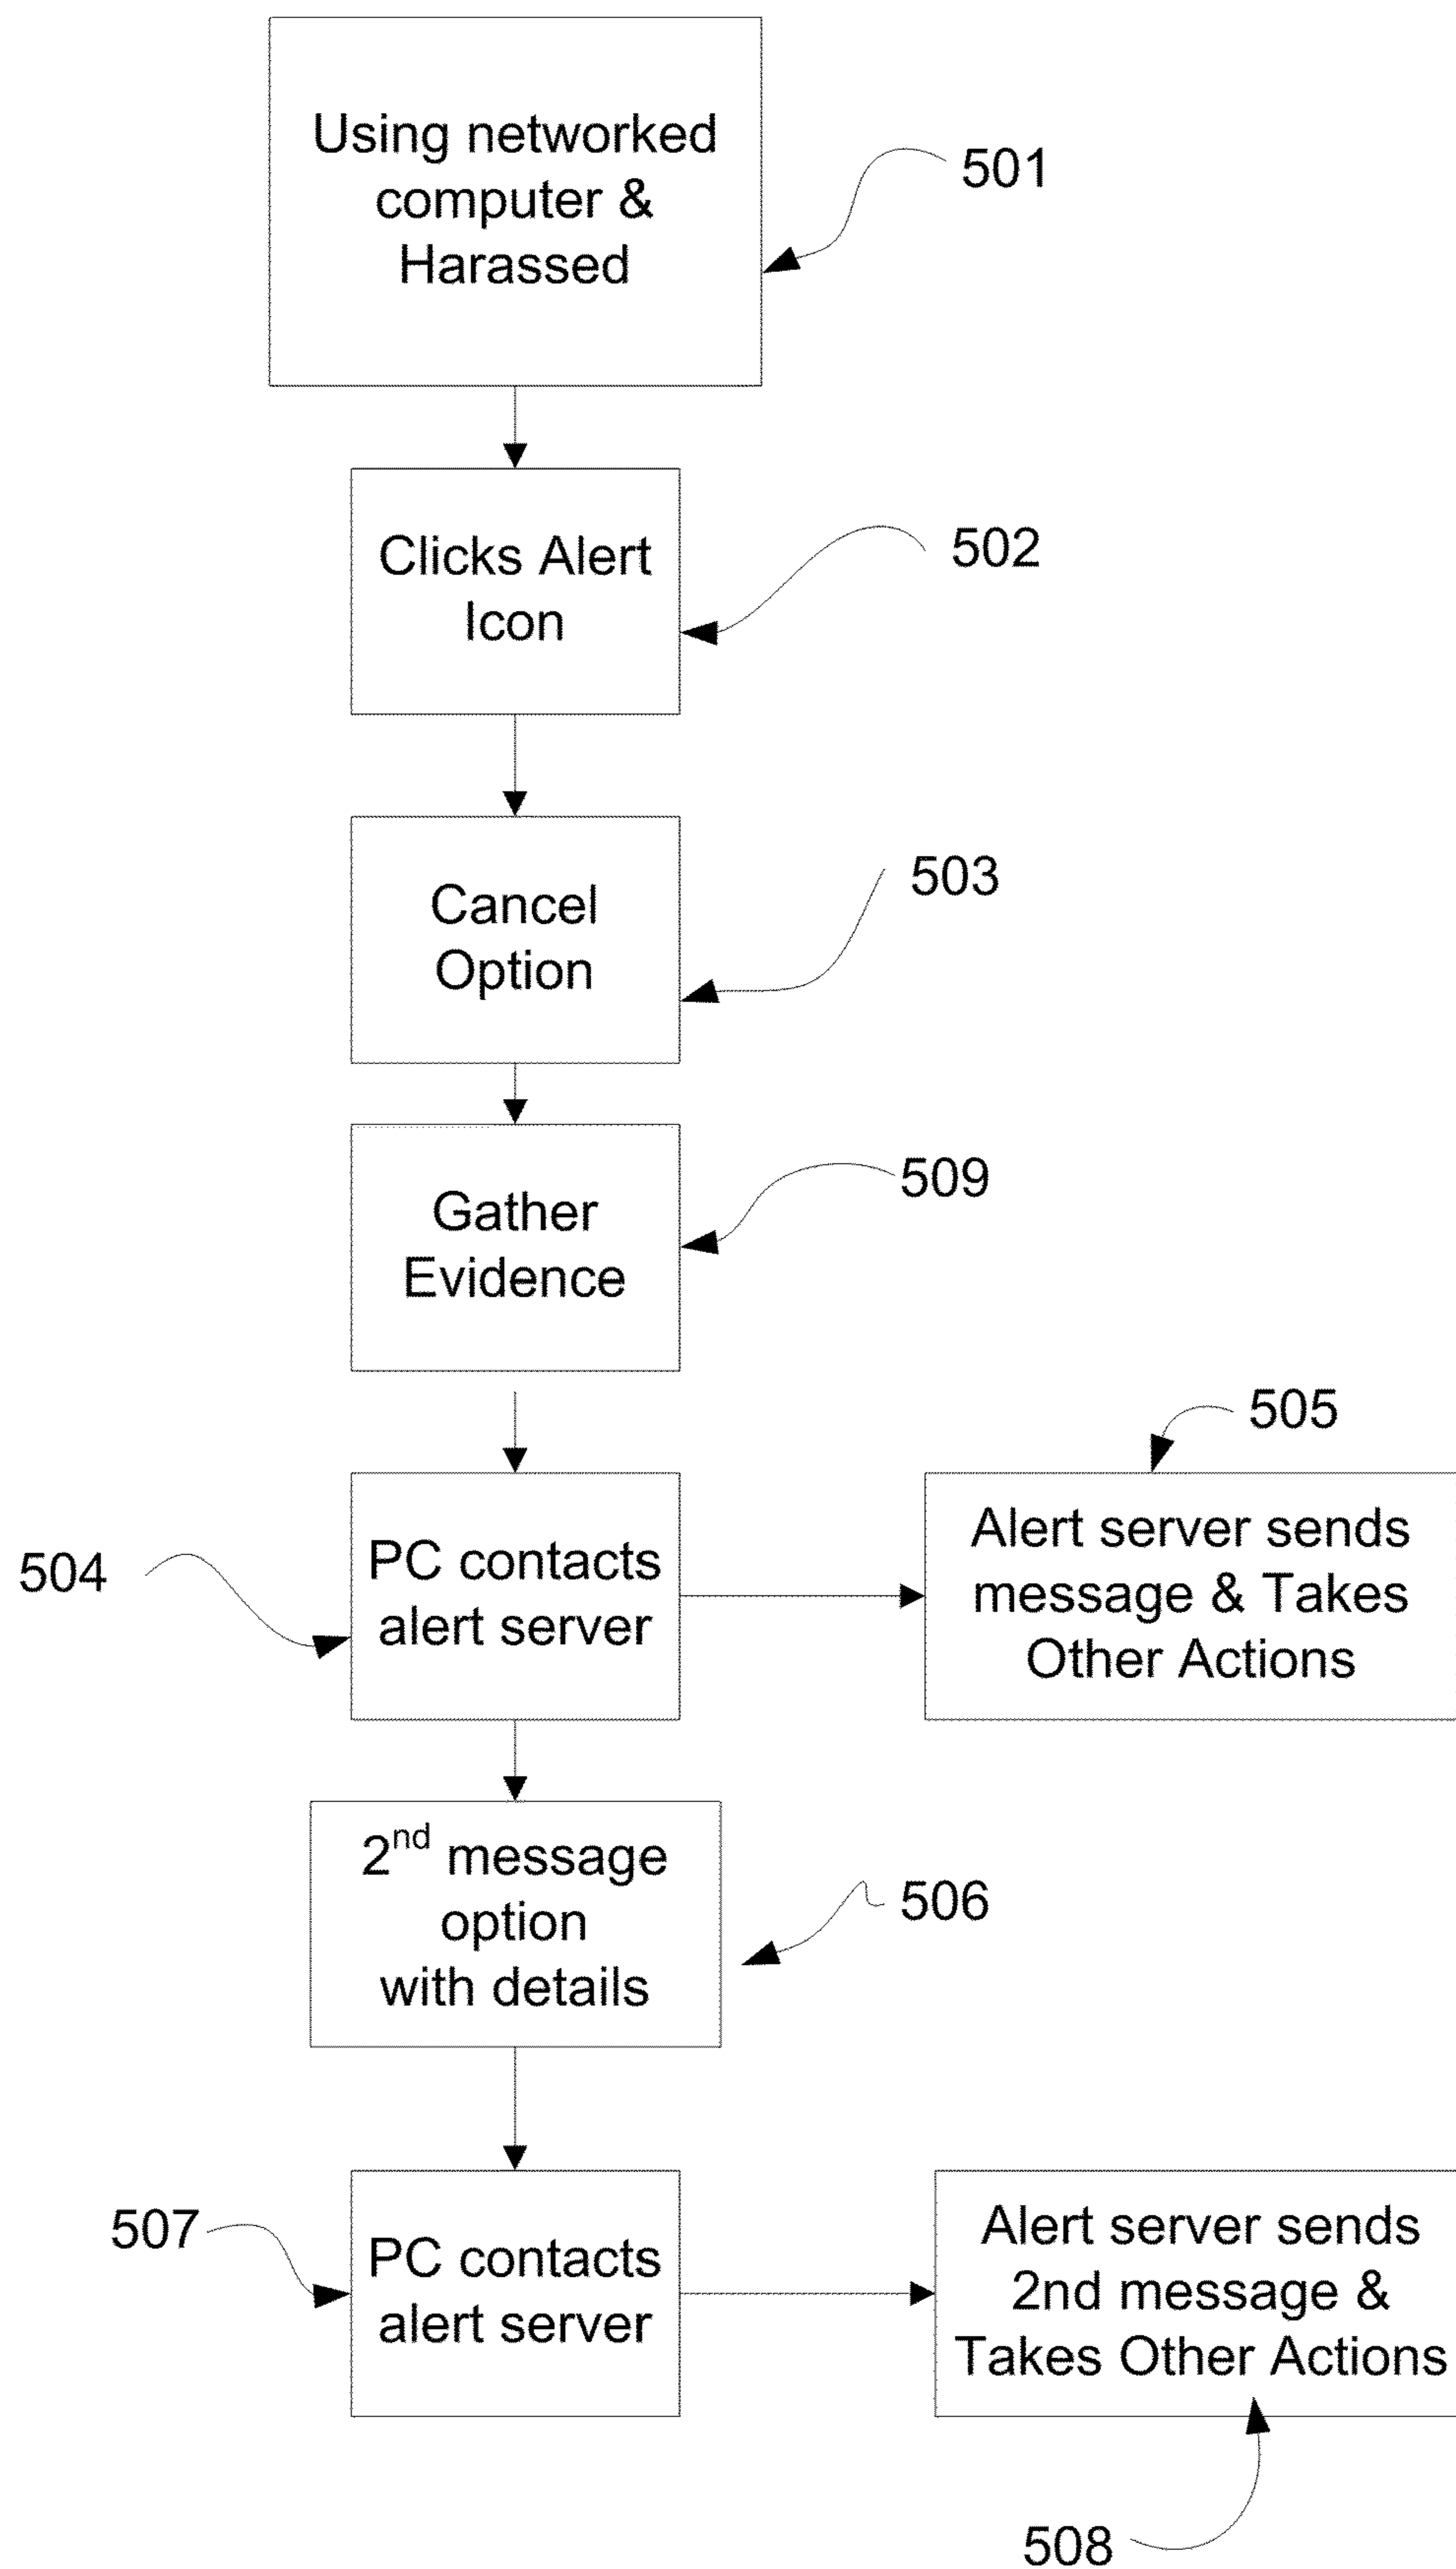 Using networked
computer &
Harassed
501
Clicks Alert
Icon
502
Cancel
Option
503
Gather
Evidence
509
504
PC contacts
alert server
505
Alert server sends
message & Takes
Other Actions
2nd message
option
with details
506
507
PC contacts
alert server
Alert server sends
2nd message &
Takes Other Actions
508